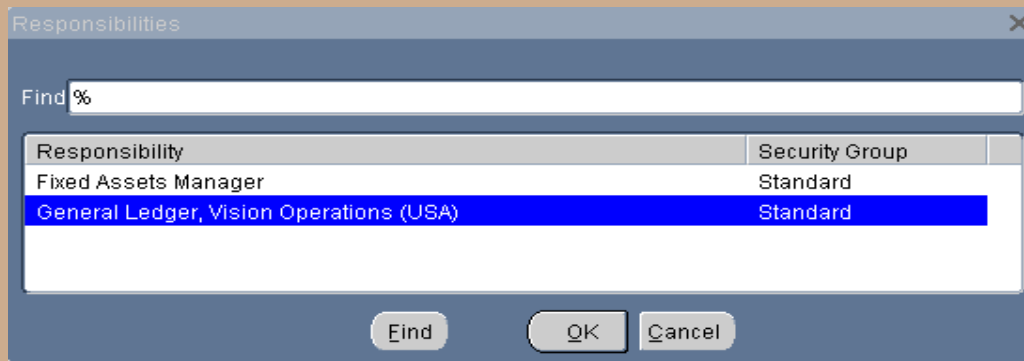 Responsibilities
Find %
Responsibility Security Group
Fixed Assets Manager Standard
General Ledger, Vision Operations (USA) Standard
Find OK Cancel